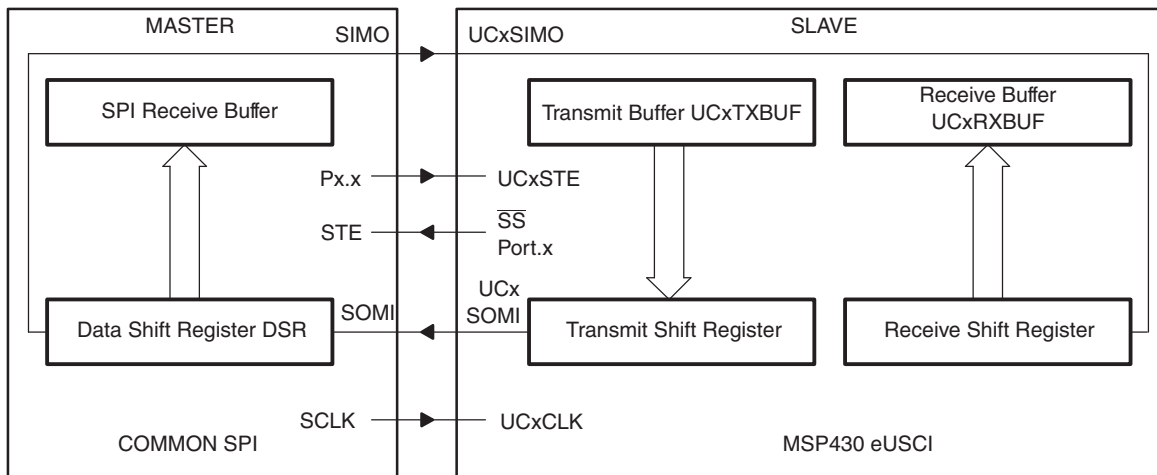 MASTER
SLAVE
SIMO
UCxSIMO
SPI Receive Buffer
Transmit Buffer UCxTXBUF
Receive Buffer
UCxRXBUF
Px.x
UCxSTE
STE
SS
Port.x
SOMI
UCx
SOMI
Data Shift Register DSR
Transmit Shift Register
Receive Shift Register
SCLK
UCxCLK
COMMON SPI
MSP430 eUSCI